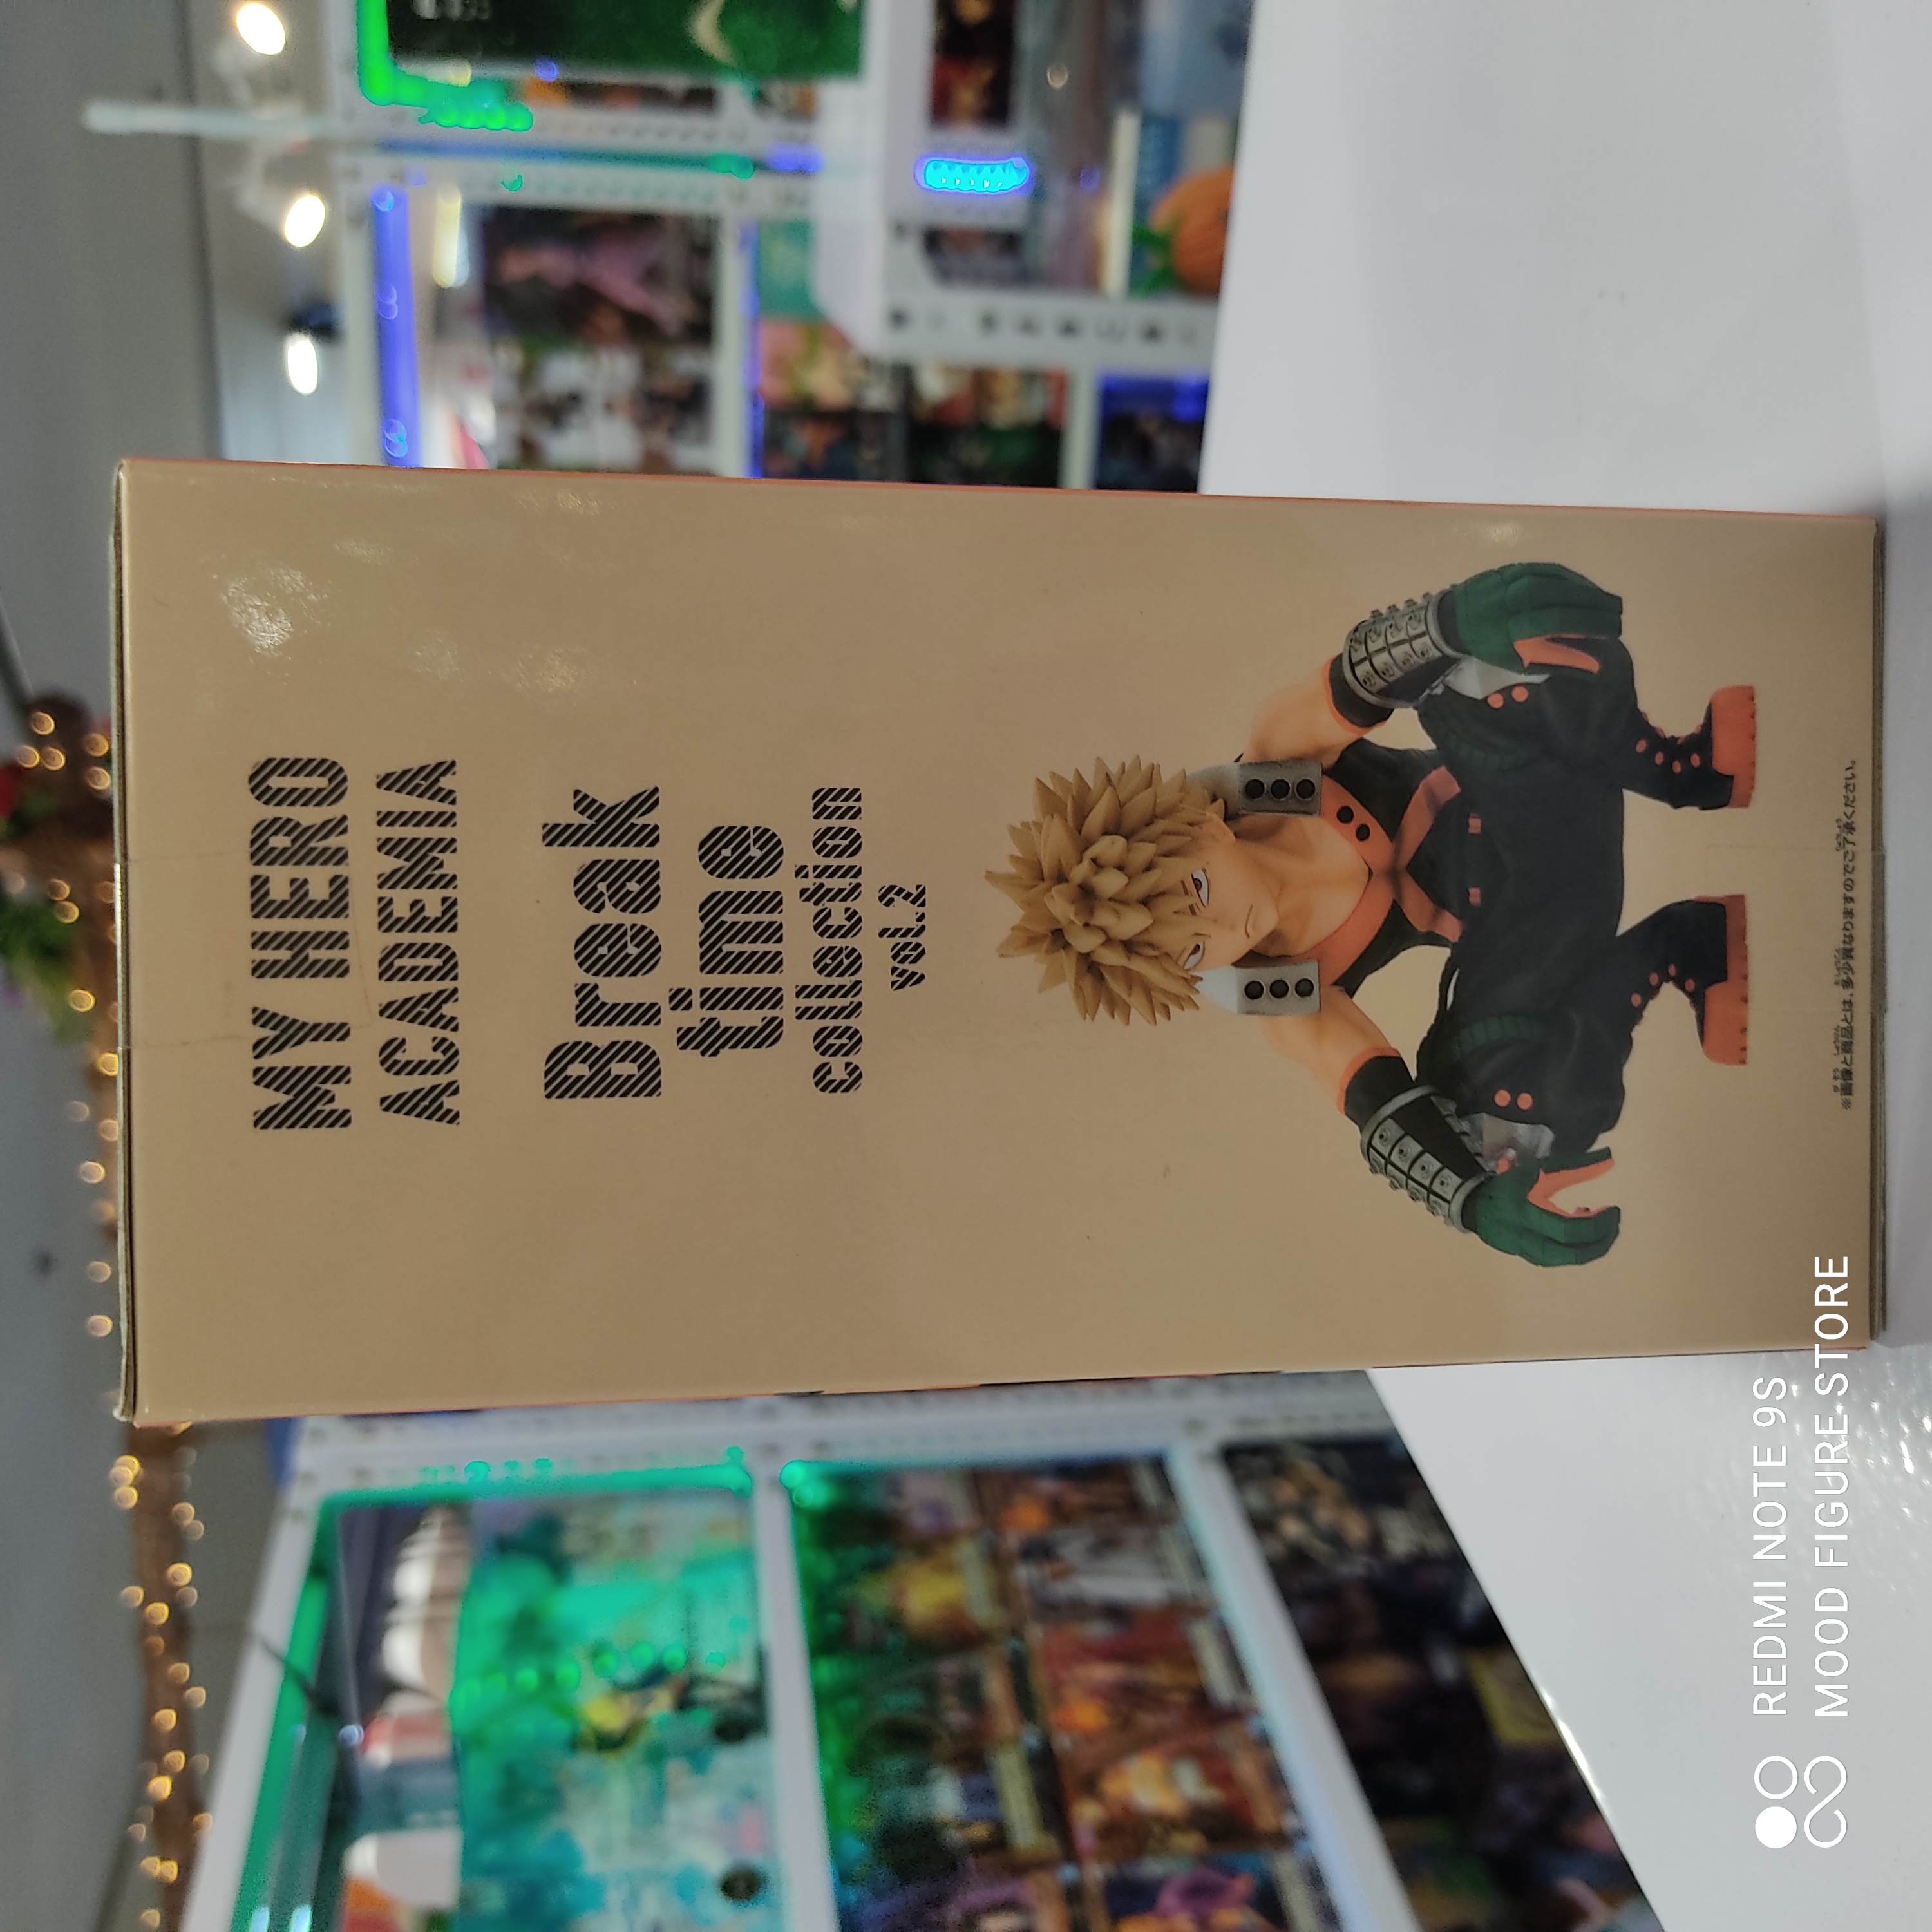 MY HERO
ACADEMIA
Break
time
collection
vol.2
※画像と商品とは、多少異なりますのでご了承ください。
REDMI NOTE 9S
MOOD FIGURE STORE